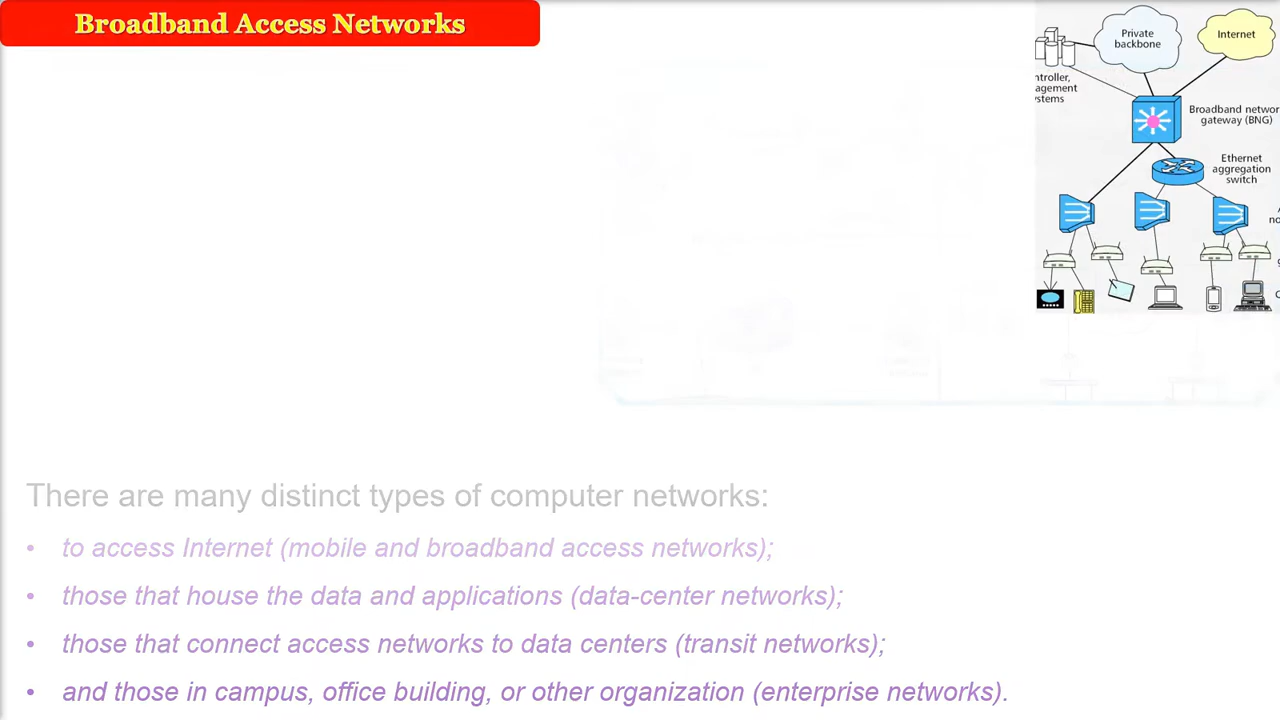 Broadband Access Networks
Private
backbone
Internet
ntroller,
agement
stems
Broadband networ
gateway (BNG)
Ethernet
aggregation
switch
There are many distinct types of computer networks:
• to access Internet (mobile and broadband access networks);
• those that house the data and applications (data-center networks);
• those that connect access networks to data centers (transit networks);
• and those in campus, office building, or other organization (enterprise networks).